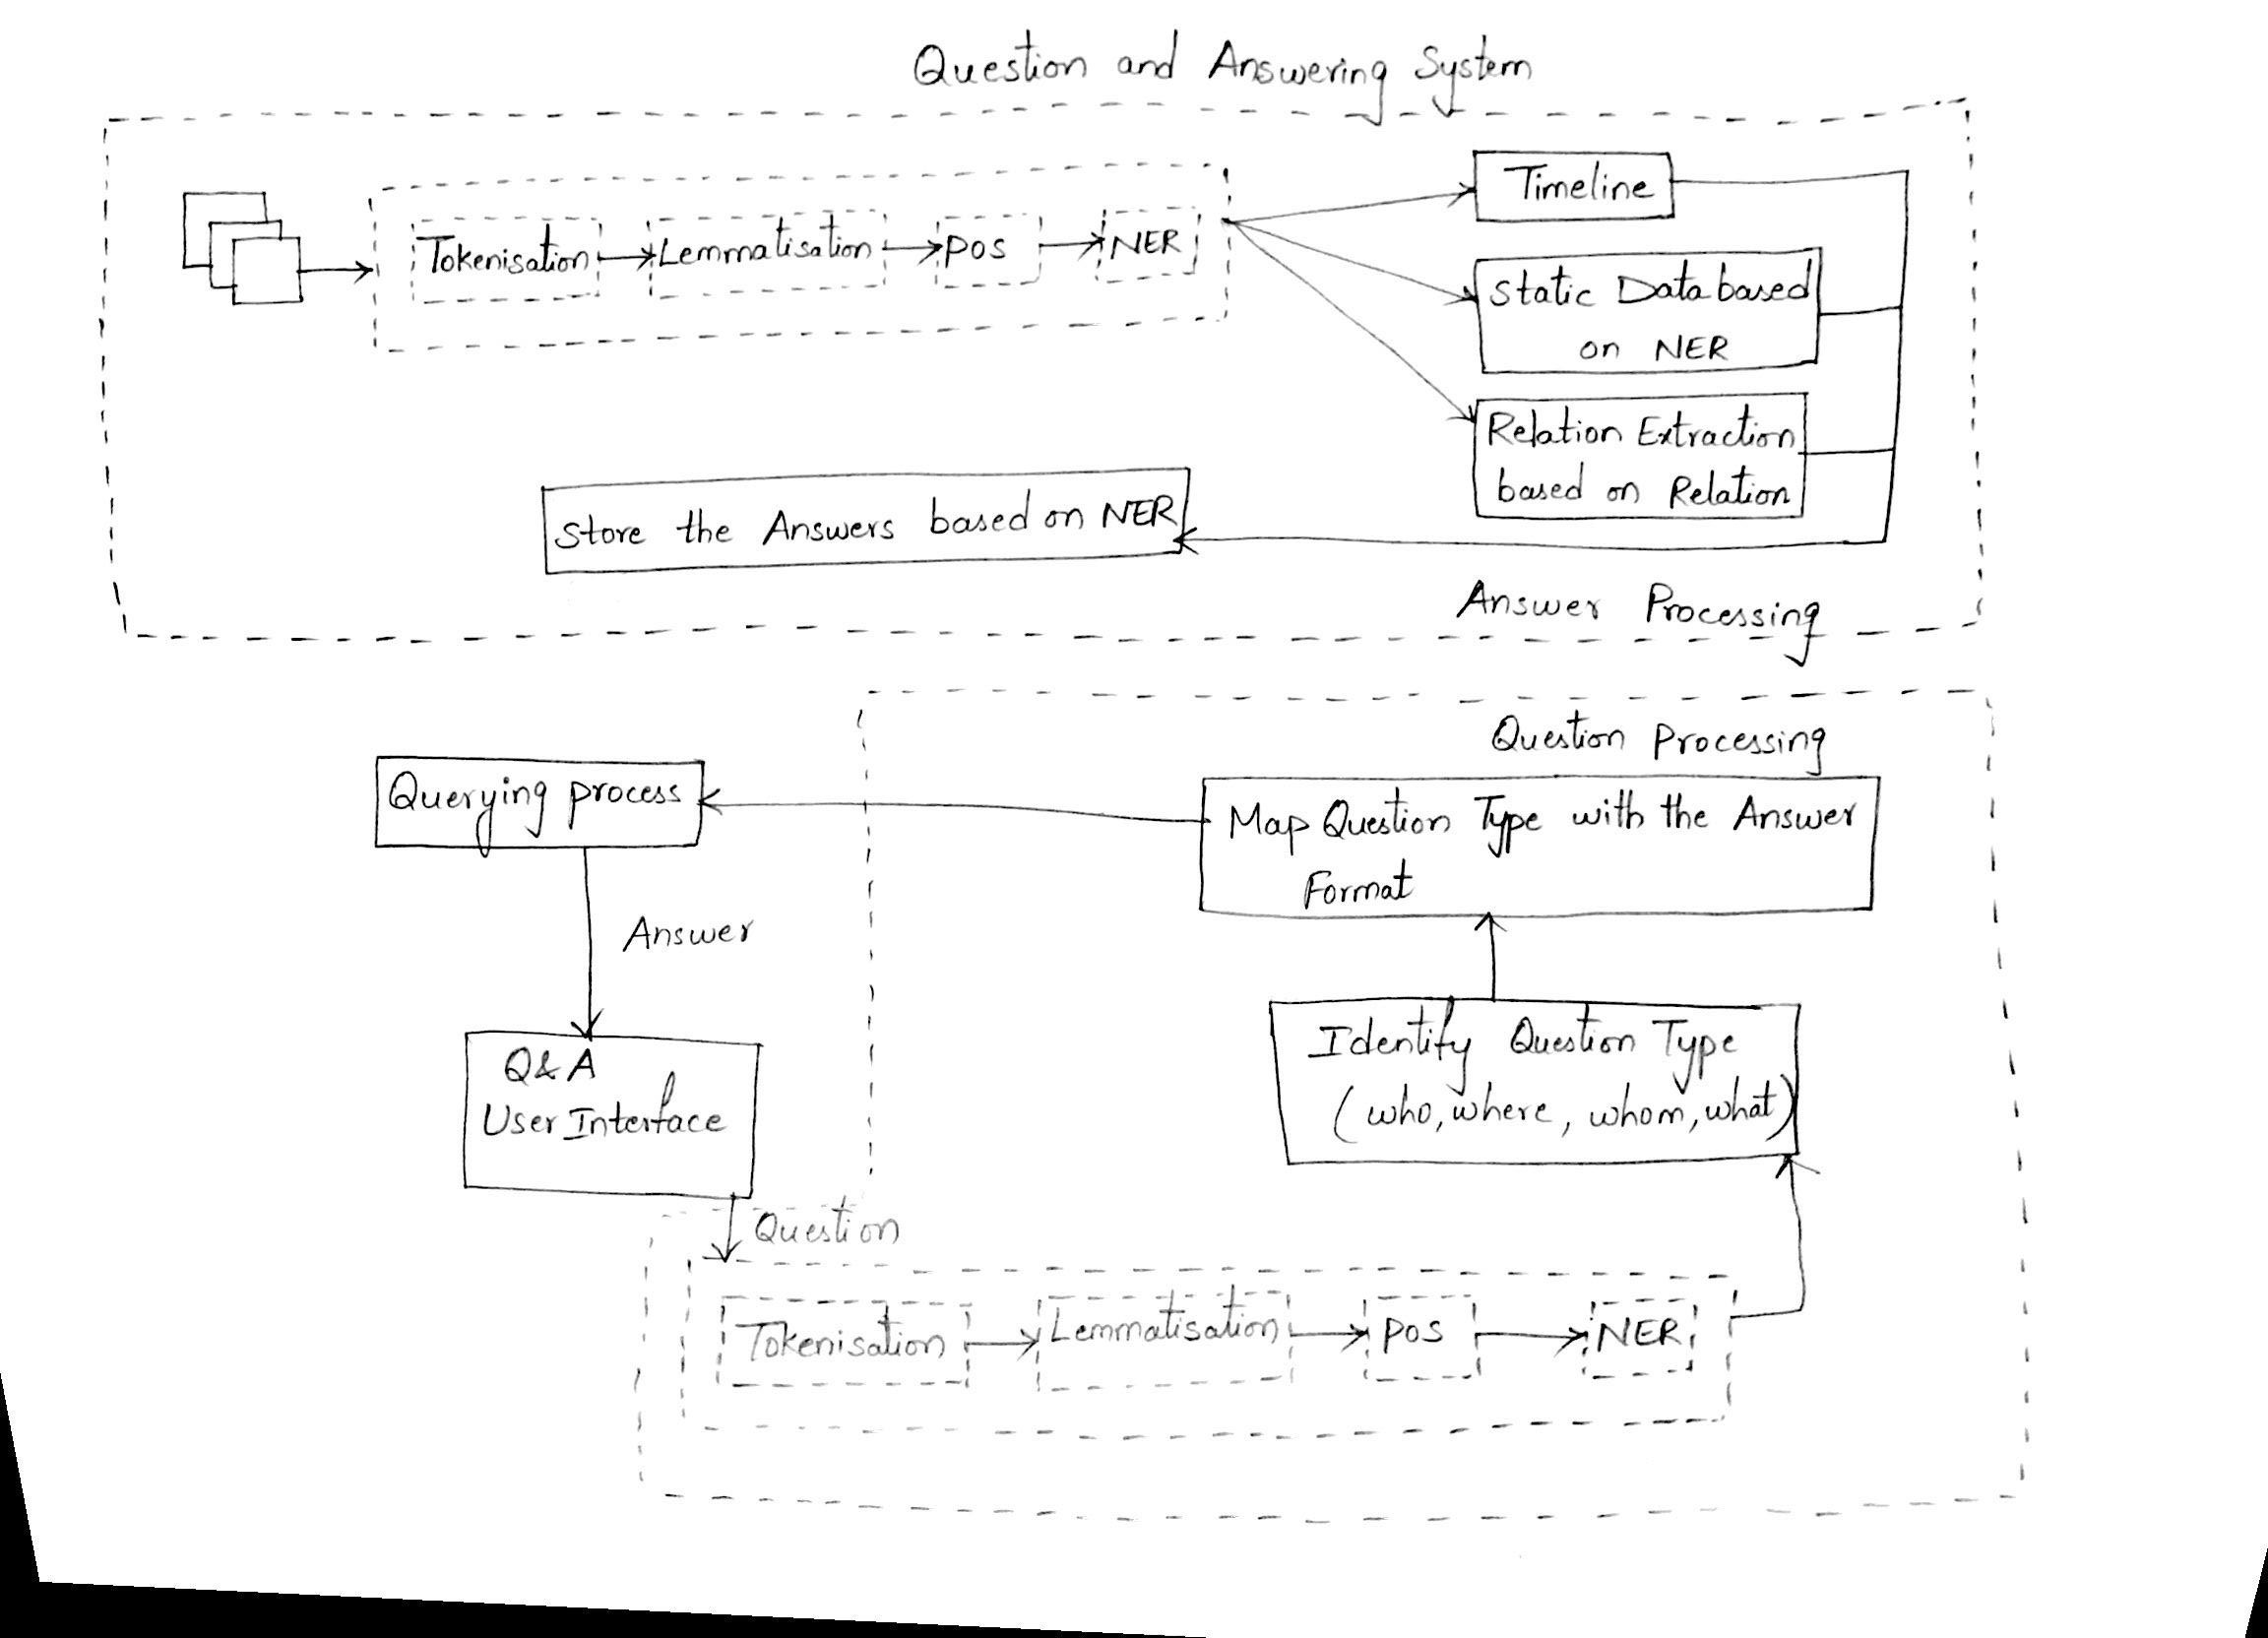 Question and Answering System
Timeline
Tokenisation
Lemmatisation
POS
NER
Static Data based
on NER
Relation Extraction
based on Relation
Store the Answers based on NER
Answer Processing
Question Processing
Querying process
Map Question Type with the Answer
Format
Answer
Identify Question Type
(who, where, whom, what)
Q&A
User Interface
Question
Tokenisation
Lemmatisation
POS
NER